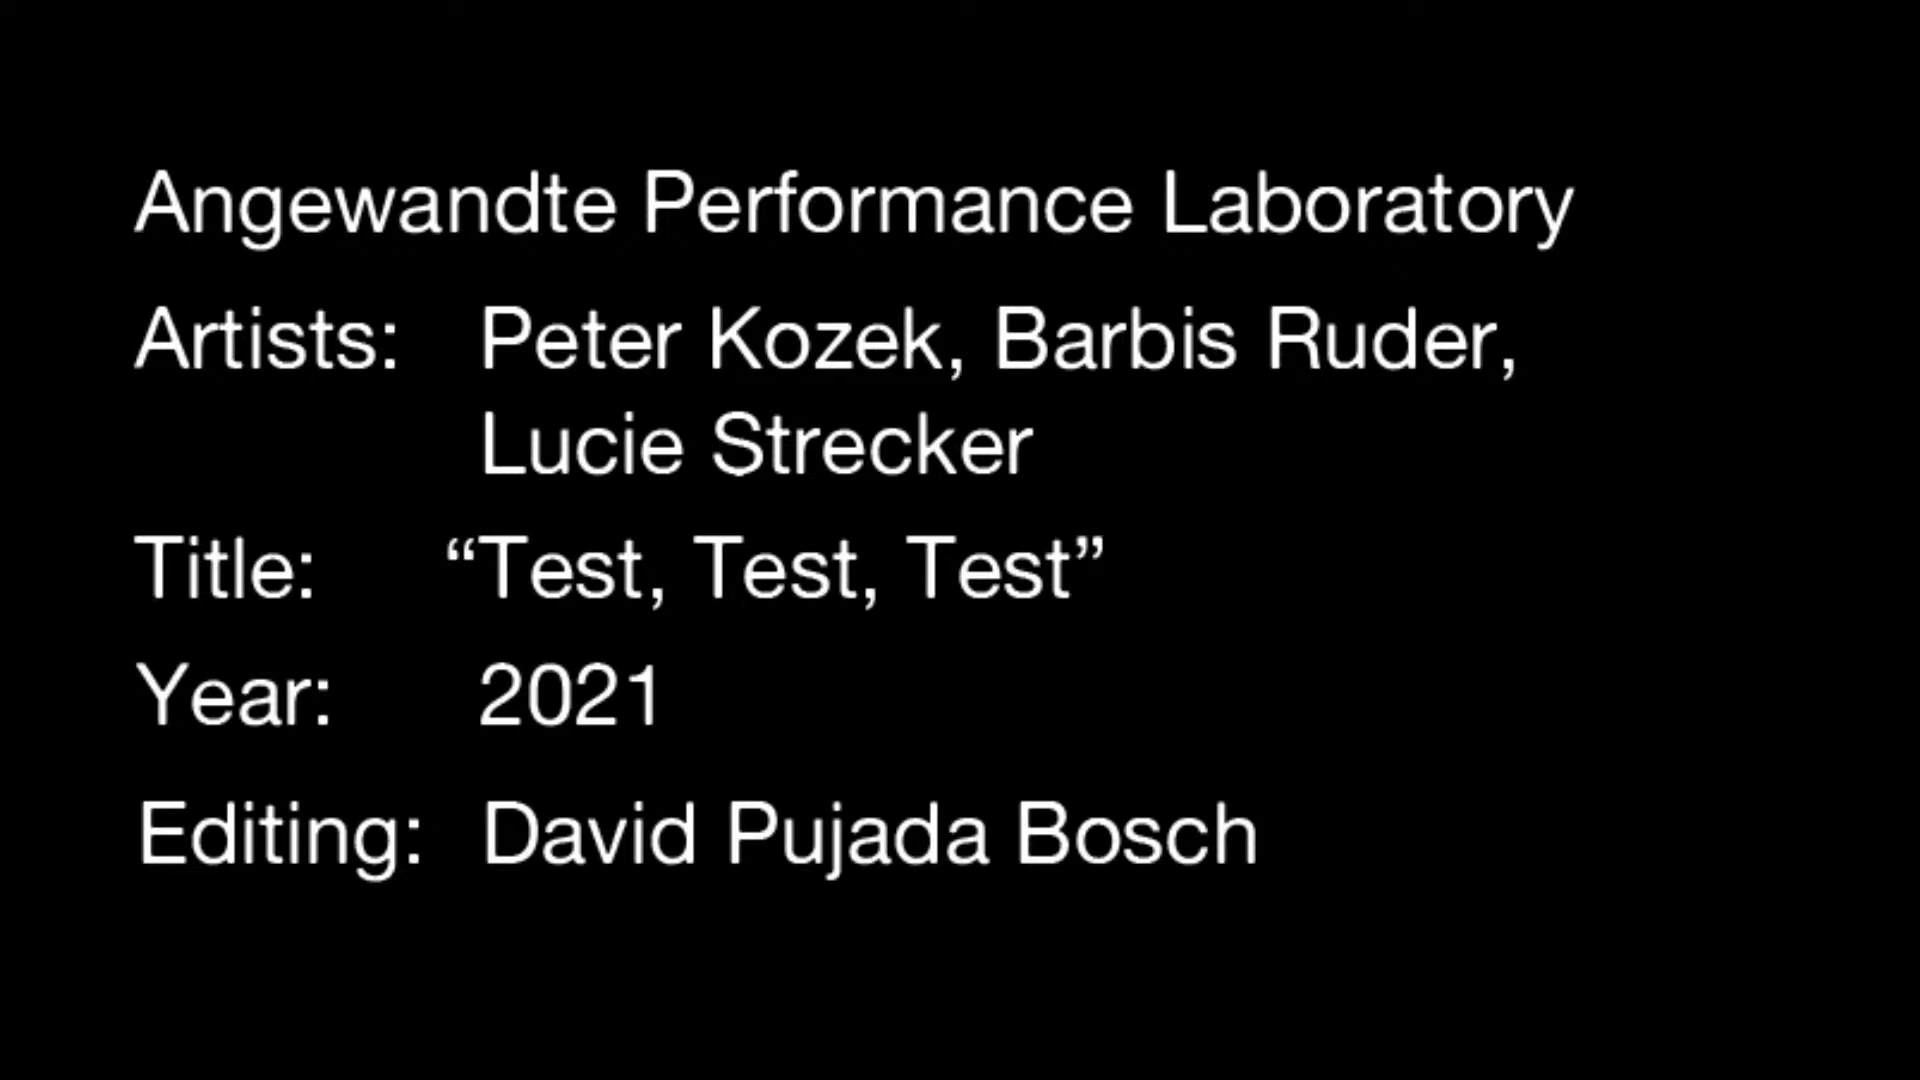 Angewandte Performance Laboratory
Artists: Peter Kozek, Barbis Ruder,
Lucie Strecker
Title: “Test, Test, Test”
Year: 2021
Editing: David Pujada Bosch